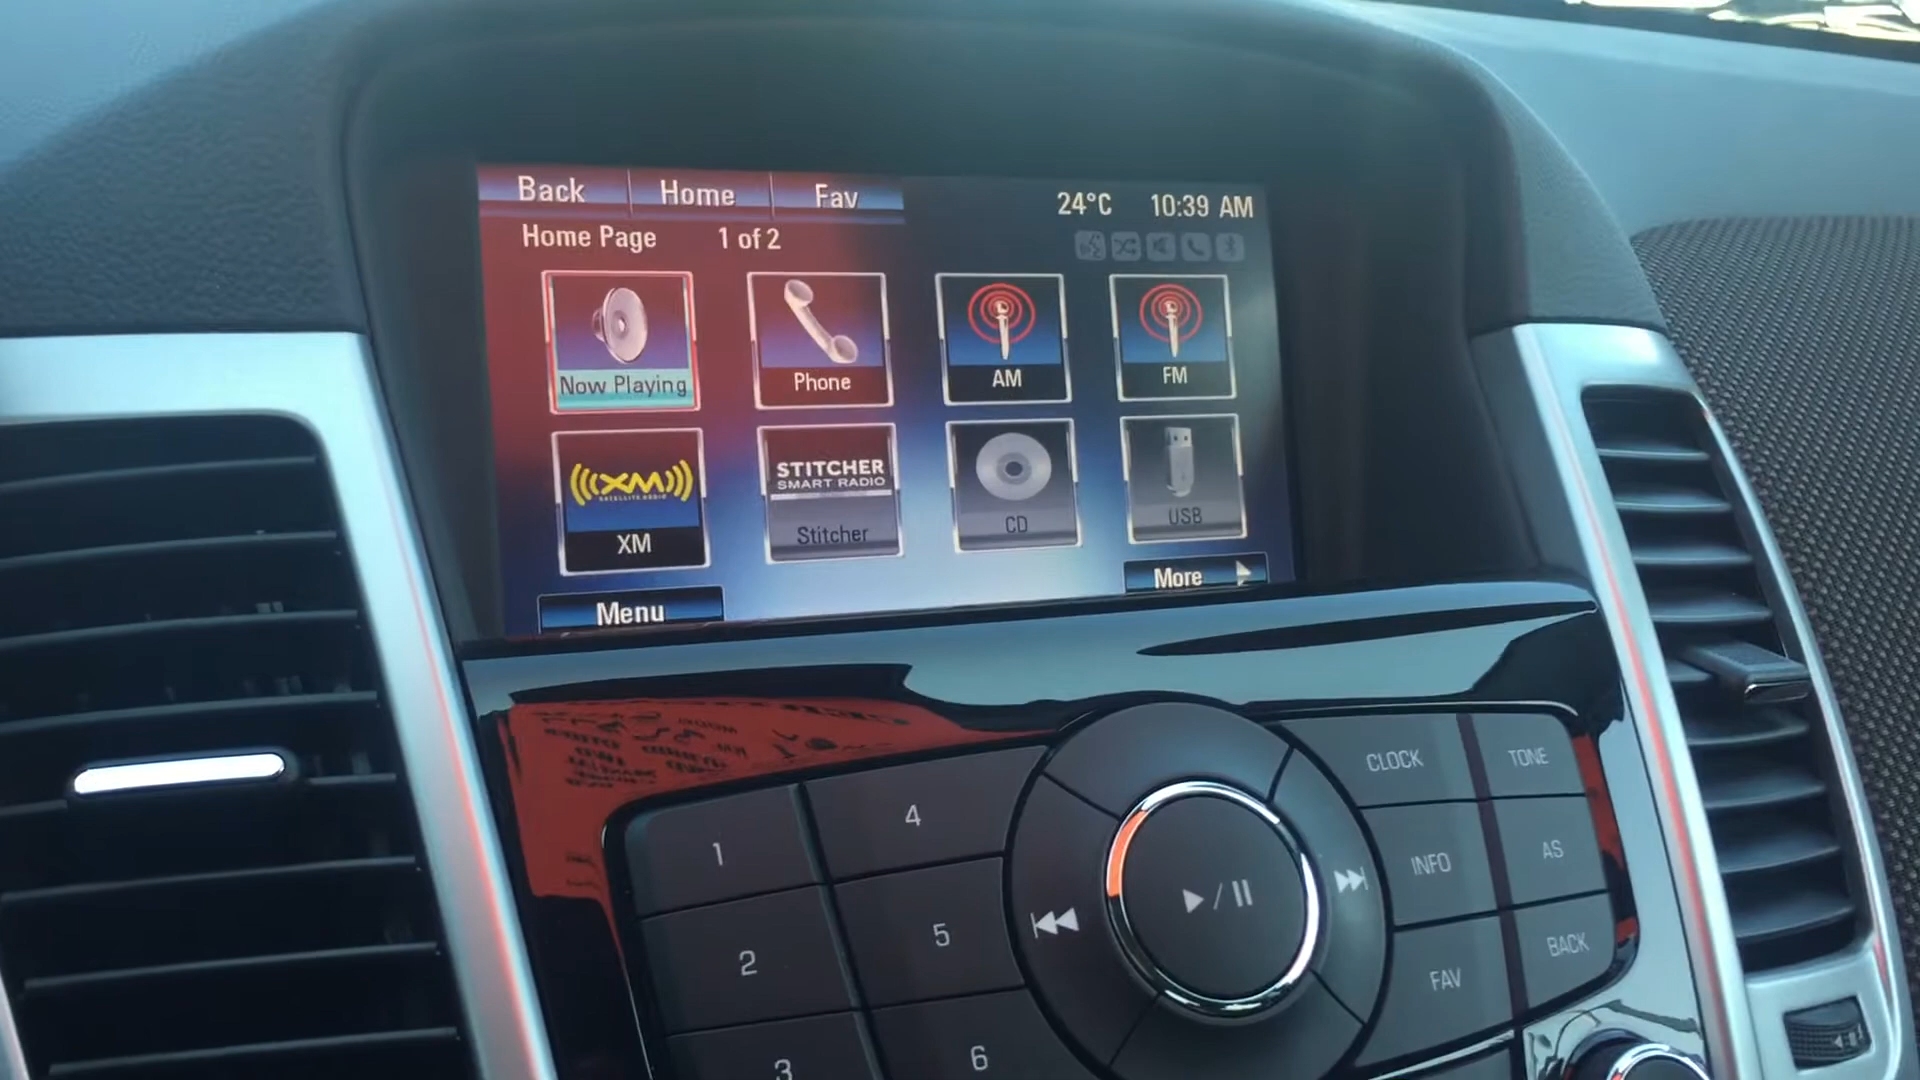 Back Home Fav
24°C 10:39 AM
Home Page 1 of 2
Now Playing
Phone
AM
FM
XM
SATELLITE RADIO
XM
STITCHER
SMART RADIO
Stitcher
CD
USB
Menu
More
1
4
2
5
3
6
CLOCK
TONE
INFO
AS
FAV
BACK